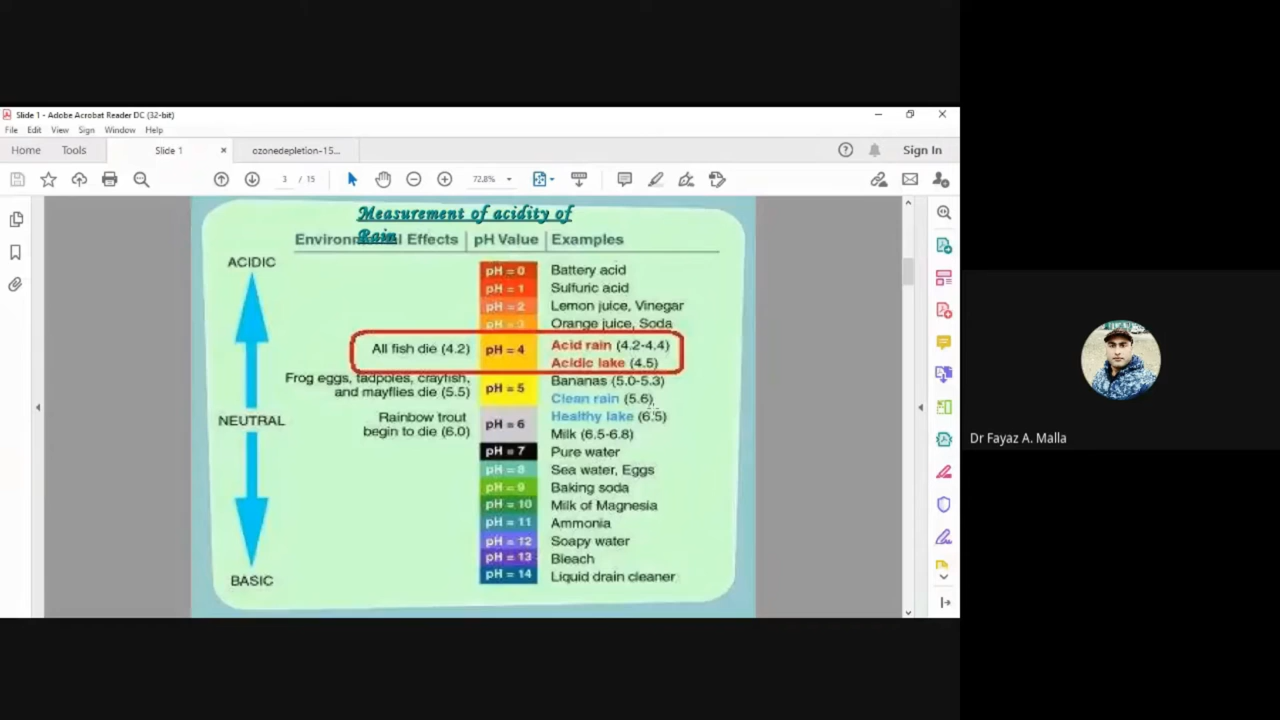 Slide 1 - Adobe Acrobat Reader DC (32-bit)
File Edit View Sign Window Help
Home Tools Slide 1 × ozonedepletion-15... Sign In
3 / 15 72.8%
Measurement of acidity of
Rain
Effects pH Value Examples
ACIDIC
pH = 0 Battery acid
pH = 1 Sulfuric acid
pH = 2 Lemon juice, Vinegar
pH = 3 Orange juice, Soda
All fish die (4.2) pH = 4 Acid rain (4.2-4.4)
Acidic lake (4.5)
Frog eggs, tadpoles, crayfish,
and mayflies die (5.5)
pH = 5 Bananas (5.0-5.3)
Clean rain (5.6)
NEUTRAL
Rainbow trout
begin to die (6.0)
pH = 6 Healthy lake (6.5)
Milk (6.5-6.8)
pH = 7 Pure water
pH = 8 Sea water, Eggs
pH = 9 Baking soda
pH = 10 Milk of Magnesia
pH = 11 Ammonia
pH = 12 Soapy water
pH = 13 Bleach
pH = 14 Liquid drain cleaner
BASIC
Dr Fayaz A. Malla